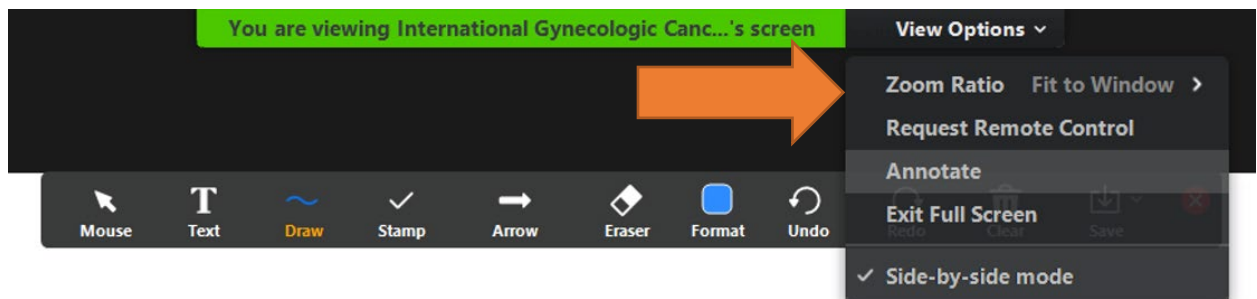 You are viewing International Gynecologic Canc...'s screen
View Options
Zoom Ratio Fit to Window
Request Remote Control
Annotate
Exit Full Screen
Side-by-side mode
Mouse Text Draw Stamp Arrow Eraser Format Undo Redo Clear Save